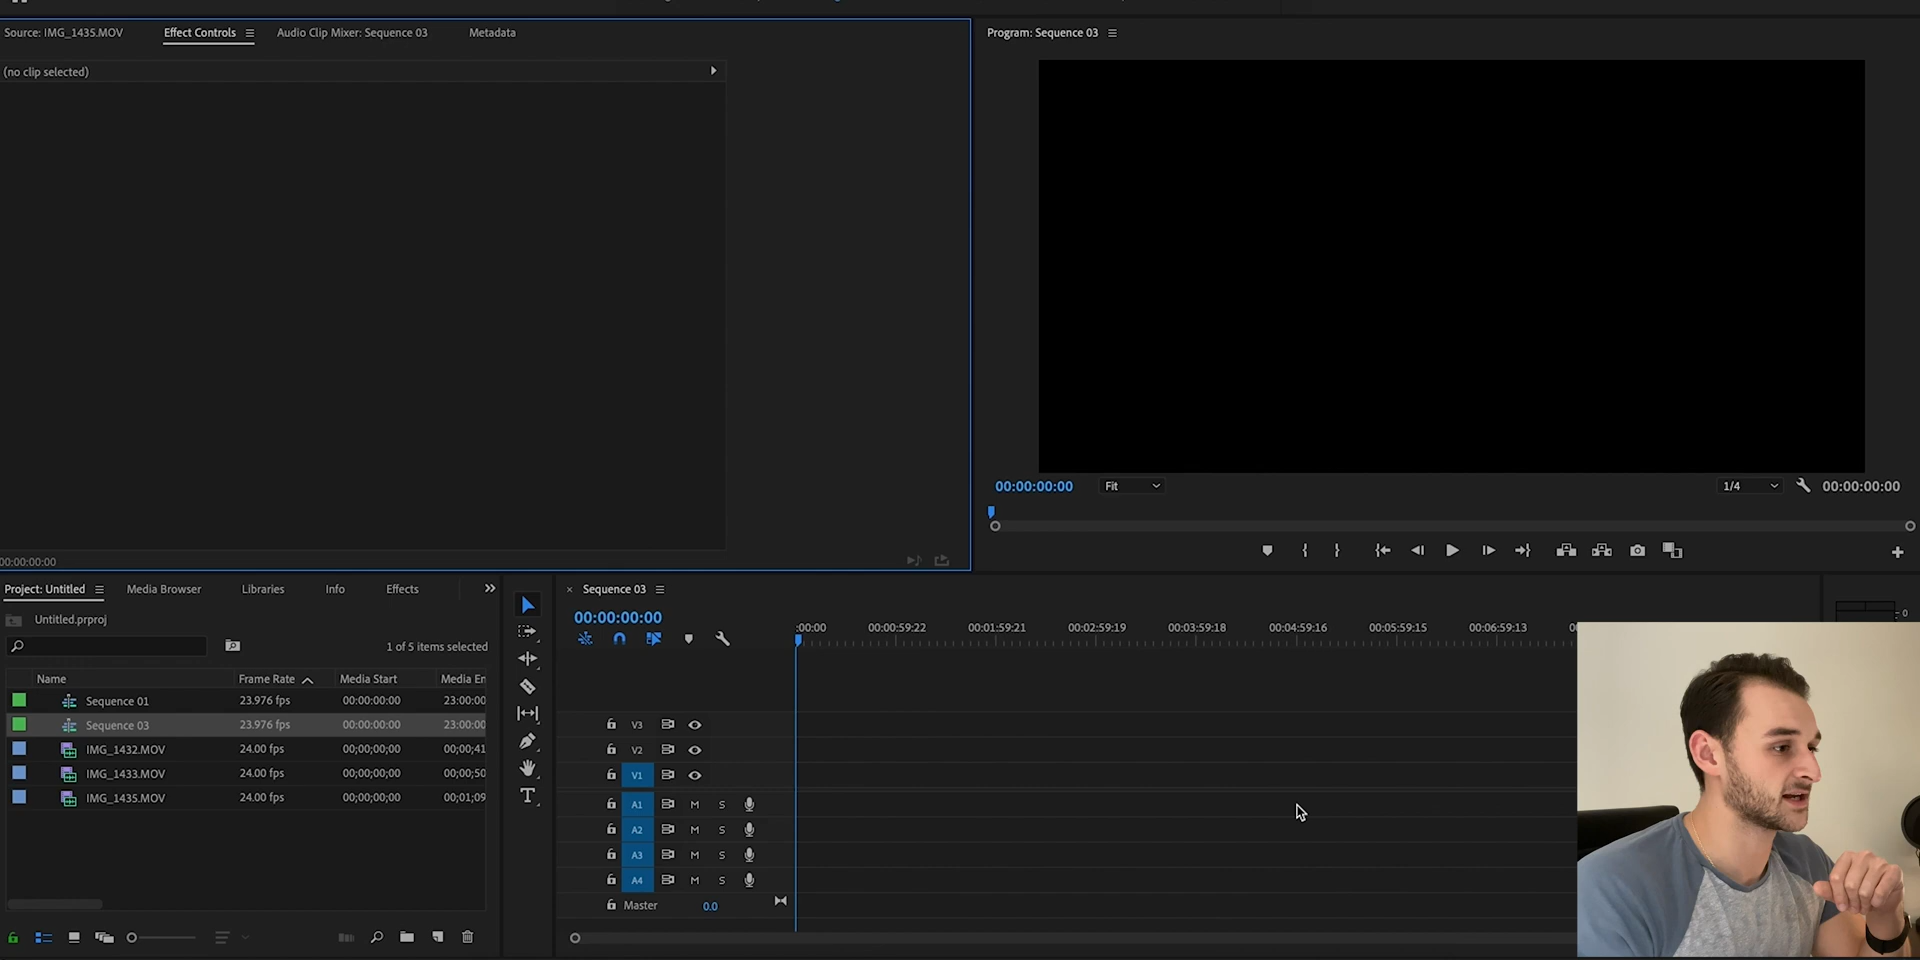 Source: IMG_1435.MOV Effect Controls Audio Clip Mixer: Sequence 03 Metadata
(no clip selected)
00:00:00:00
Program: Sequence 03
00:00:00:00 Fit 1/4 00:00:00:00
Project: Untitled Media Browser Libraries Info Effects
Untitled.prproj
1 of 5 items selected
Name Frame Rate Media Start Media En
Sequence 01 23.976 fps 00:00:00:00 23:00:00
Sequence 03 23.976 fps 00:00:00:00 23:00:00
IMG_1432.MOV 24.00 fps 00;00;00;00 00;00;41
IMG_1433.MOV 24.00 fps 00;00;00;00 00;00;50
IMG_1435.MOV 24.00 fps 00;00;00;00 00;01;09
Sequence 03
00:00:00:00
:00:00 00:00:59:22 00:01:59:21 00:02:59:19 00:03:59:18 00:04:59:16 00:05:59:15 00:06:59:13
V3
V2
V1
A1 M S
A2 M S
A3 M S
A4 M S
Master 0.0
0